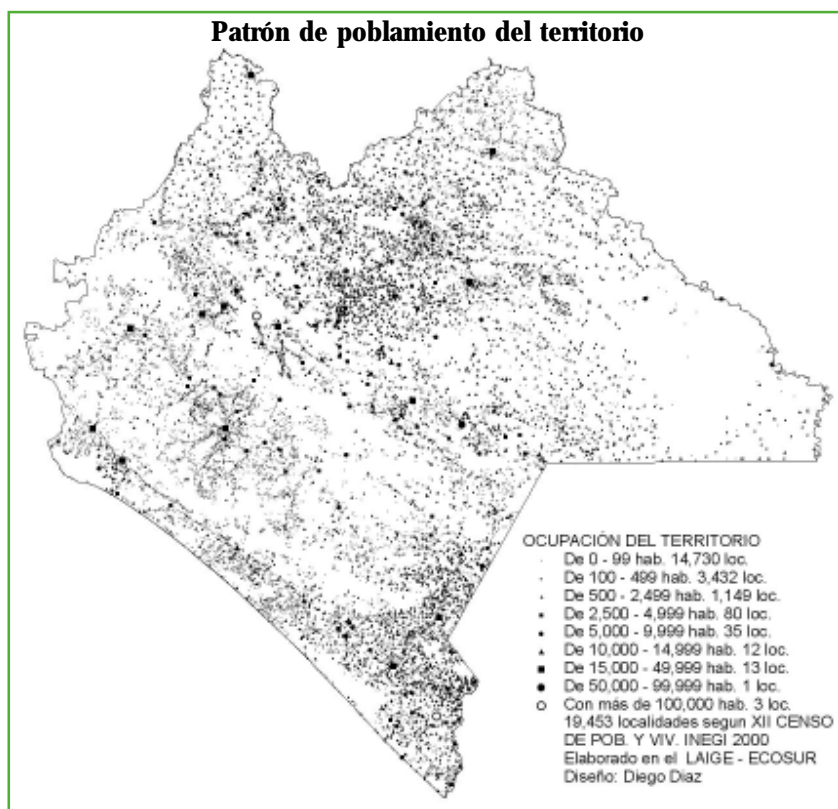 Patrón de poblamiento del territorio
OCUPACIÓN DEL TERRITORIO
De 0 - 99 hab. 14,730 loc.
De 100 - 499 hab. 3,432 loc.
De 500 - 2,499 hab. 1,149 loc.
De 2,500 - 4,999 hab. 80 loc.
De 5,000 - 9,999 hab. 35 loc.
De 10,000 - 14,999 hab. 12 loc.
De 15,000 - 49,999 hab. 13 loc.
De 50,000 - 99,999 hab. 1 loc.
Con más de 100,000 hab. 3 loc.
19,453 localidades segun XII CENSO
DE POB. Y VIV. INEGI 2000
Elaborado en el LAIGE - ECOSUR
Diseño: Diego Diaz